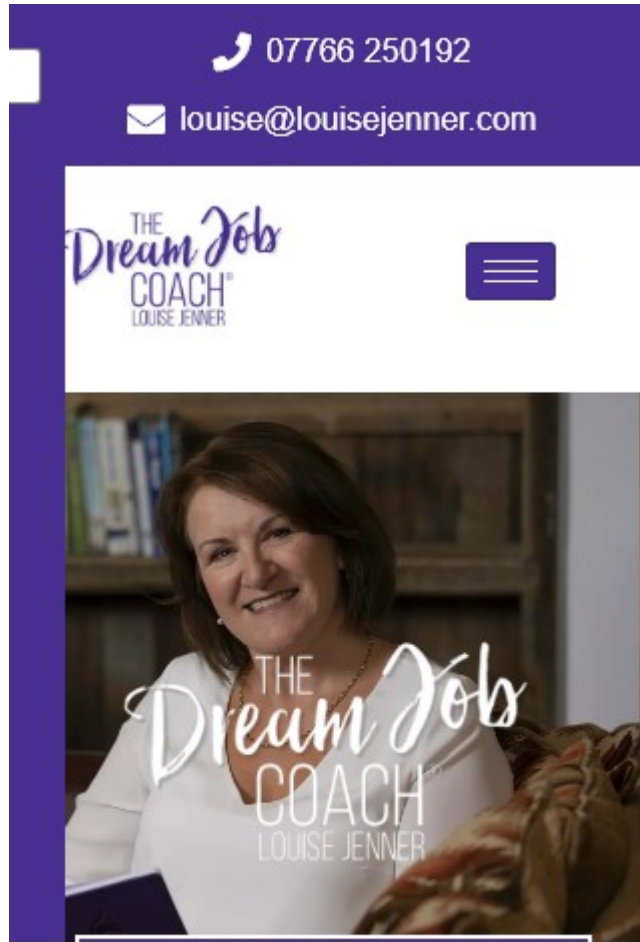 07766 250192
louise@louisejenner.com
THE
Dream Job
COACH®
LOUISE JENNER
THE
Dream Job
COACH®
LOUISE JENNER